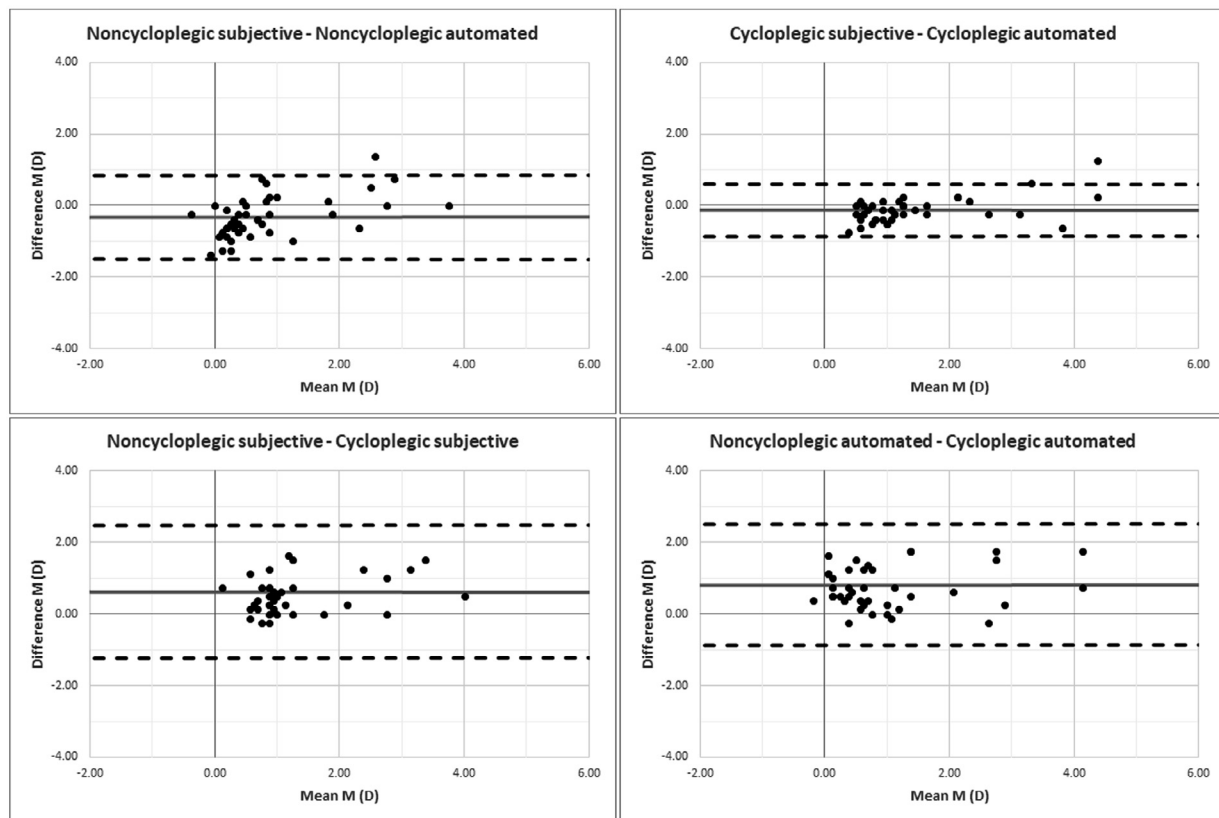 Noncycloplegic subjective - Noncycloplegic automated
4.00
2.00
0.00
-2.00
-4.00
Difference M (D)
-2.00 0.00 2.00 4.00 6.00
Mean M (D)
Cycloplegic subjective - Cycloplegic automated
4.00
2.00
0.00
-2.00
-4.00
Difference M (D)
-2.00 0.00 2.00 4.00 6.00
Mean M (D)
Noncycloplegic subjective - Cycloplegic subjective
4.00
2.00
0.00
-2.00
-4.00
Difference M (D)
-2.00 0.00 2.00 4.00 6.00
Mean M (D)
Noncycloplegic automated - Cycloplegic automated
4.00
2.00
0.00
-2.00
-4.00
Difference M (D)
-2.00 0.00 2.00 4.00 6.00
Mean M (D)